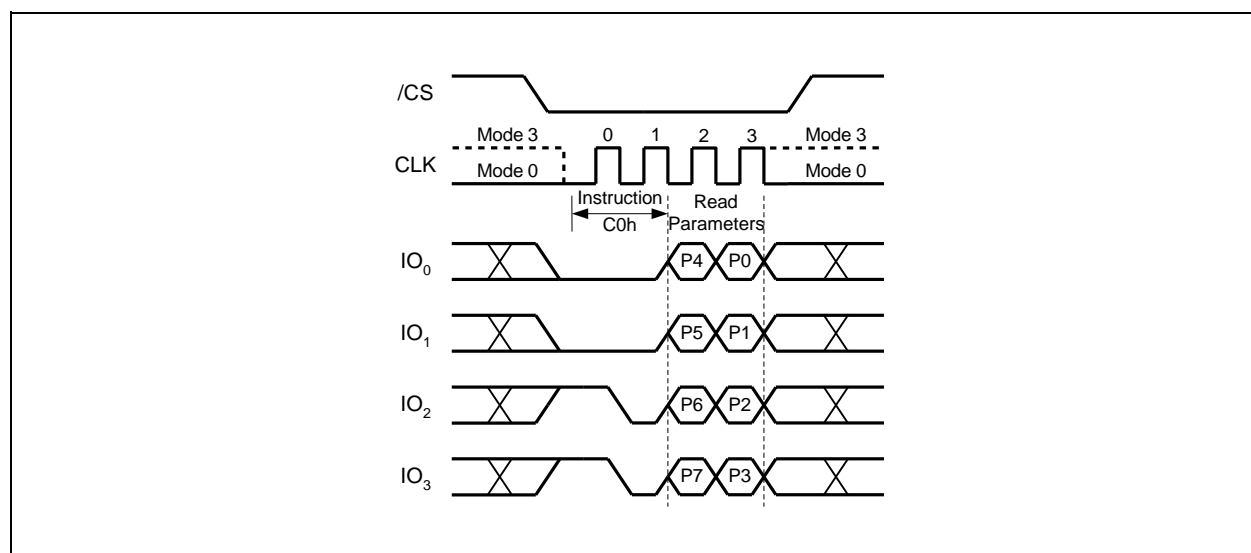 /CS
Mode 3 0 1 2 3 Mode 3
CLK
Mode 0 Mode 0
Instruction Read
C0h Parameters
IO0 P4 P0
IO1 P5 P1
IO2 P6 P2
IO3 P7 P3